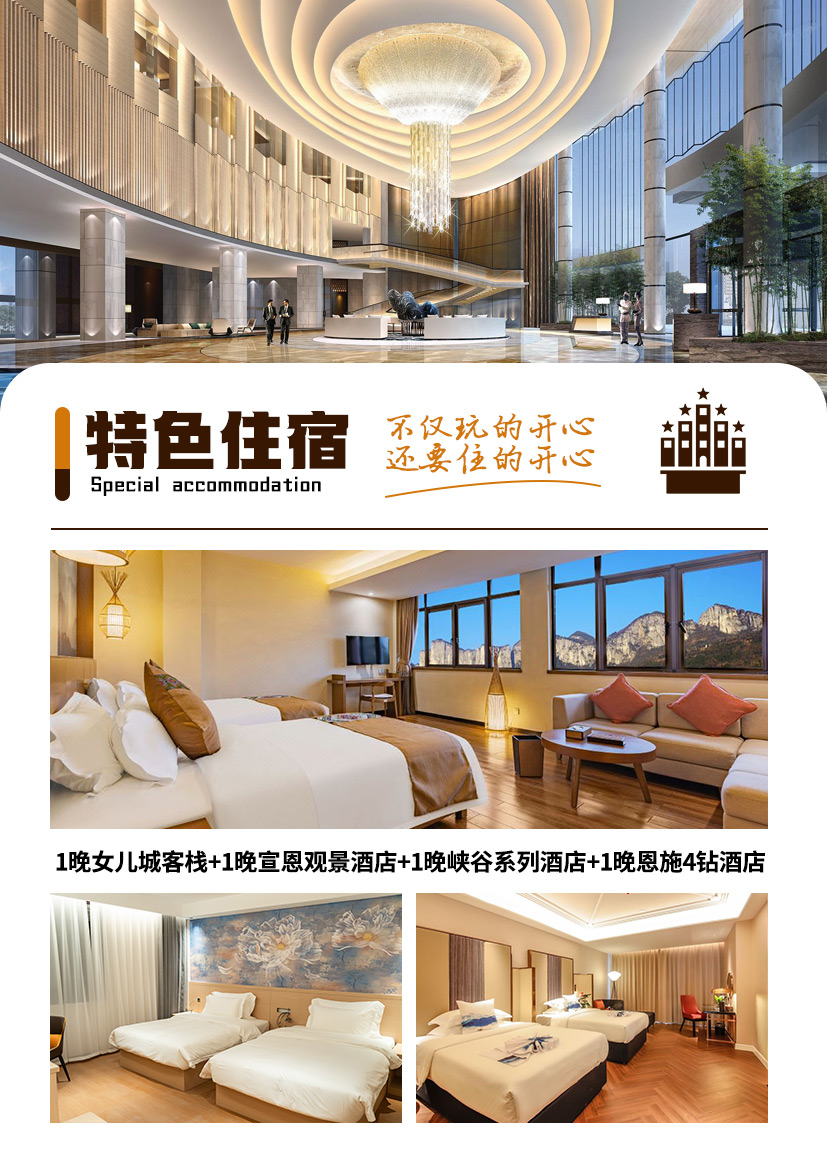 特色住宿
Special accommodation
不仅玩的开心
还要住的开心
1晚女儿城客栈+1晚宣恩观景酒店+1晚峡谷系列酒店+1晚恩施4钻酒店